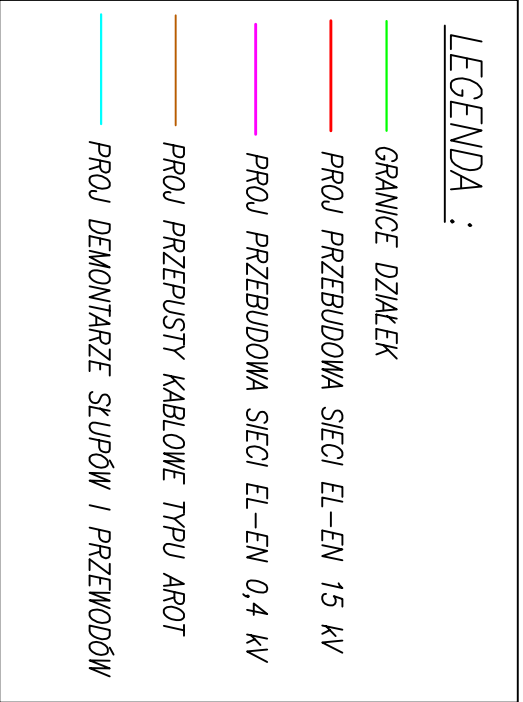 LEGENDA :
GRANICE DZIAŁEK
PROJ PRZEBUDOWA SIECI EL-EN 15 kV
PROJ PRZEBUDOWA SIECI EL-EN 0,4 kV
PROJ PRZEPUSTY KABLOWE TYPU AROT
PROJ DEMONTARZE SŁUPÓW I PRZEWODÓW